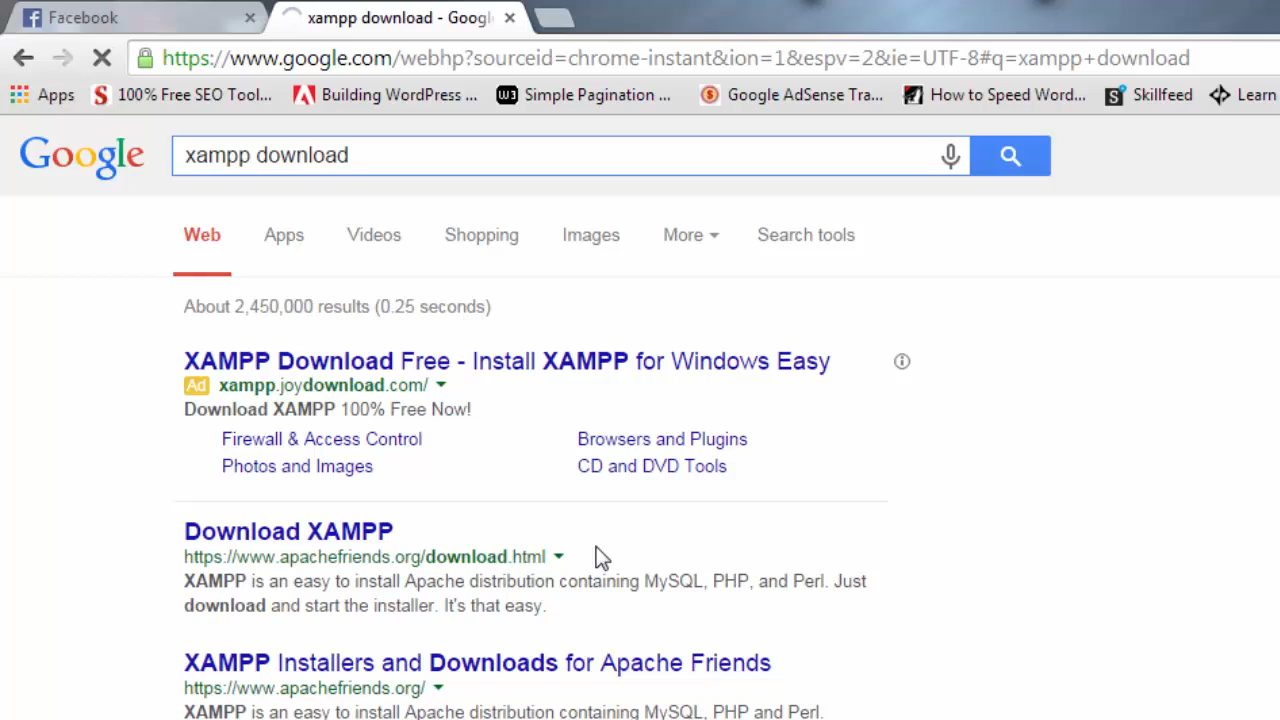 Facebook
xampp download - Googl
https://www.google.com/webhp?sourceid=chrome-instant&ion=1&espv=2&ie=UTF-8#q=xampp+download
Apps 100% Free SEO Tool... Building WordPress ... W3 Simple Pagination ... Google AdSense Tra... How to Speed Word... Skillfeed Learn
Google xampp download
Web Apps Videos Shopping Images More Search tools
About 2,450,000 results (0.25 seconds)
XAMPP Download Free - Install XAMPP for Windows Easy
Ad xampp.joydownload.com/
Download XAMPP 100% Free Now!
Firewall & Access Control Browsers and Plugins
Photos and Images CD and DVD Tools
Download XAMPP
https://www.apachefriends.org/download.html
XAMPP is an easy to install Apache distribution containing MySQL, PHP, and Perl. Just
download and start the installer. It's that easy.
XAMPP Installers and Downloads for Apache Friends
https://www.apachefriends.org/
XAMPP is an easy to install Apache distribution containing MySQL, PHP and Perl.